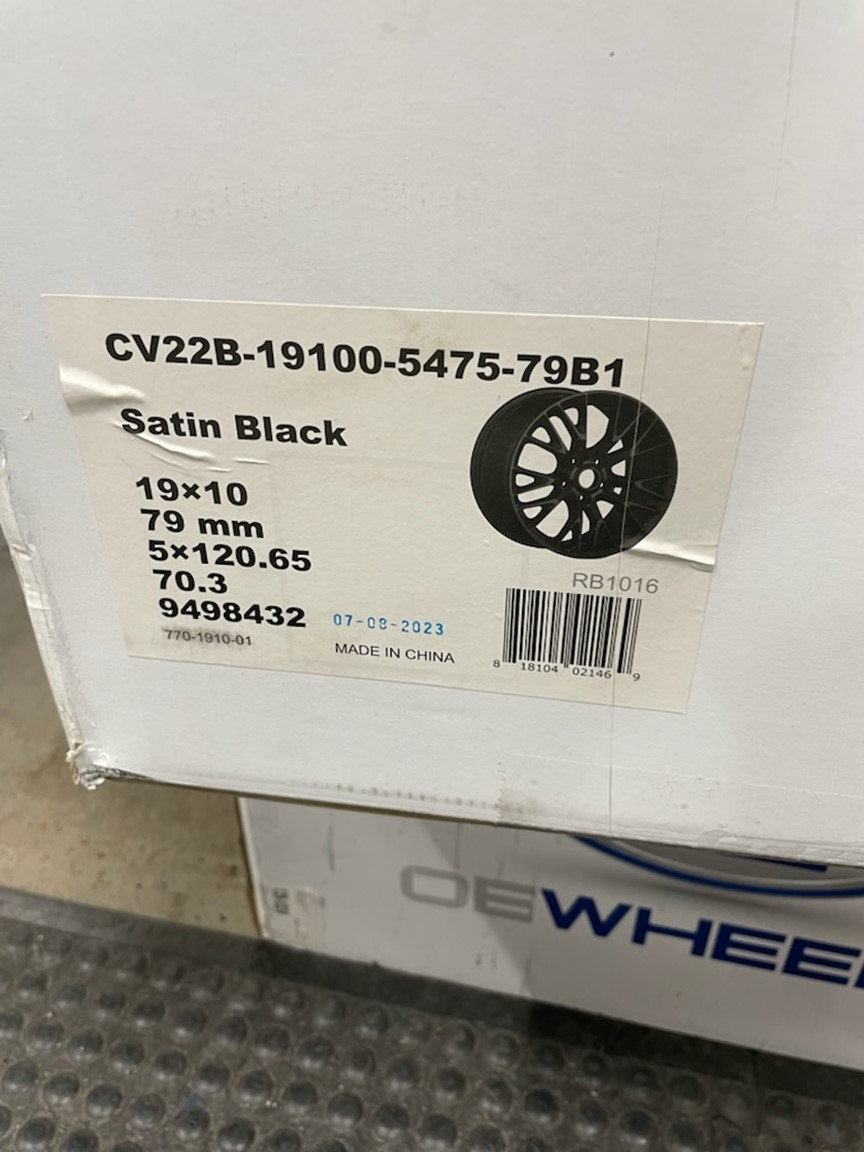 CV22B-19100-5475-79B1
Satin Black
19×10
79 mm
5×120.65
70.3
9498432
770-1910-01
07-08-2023
MADE IN CHINA
RB1016
8 18104 02146 9
OEWHEE